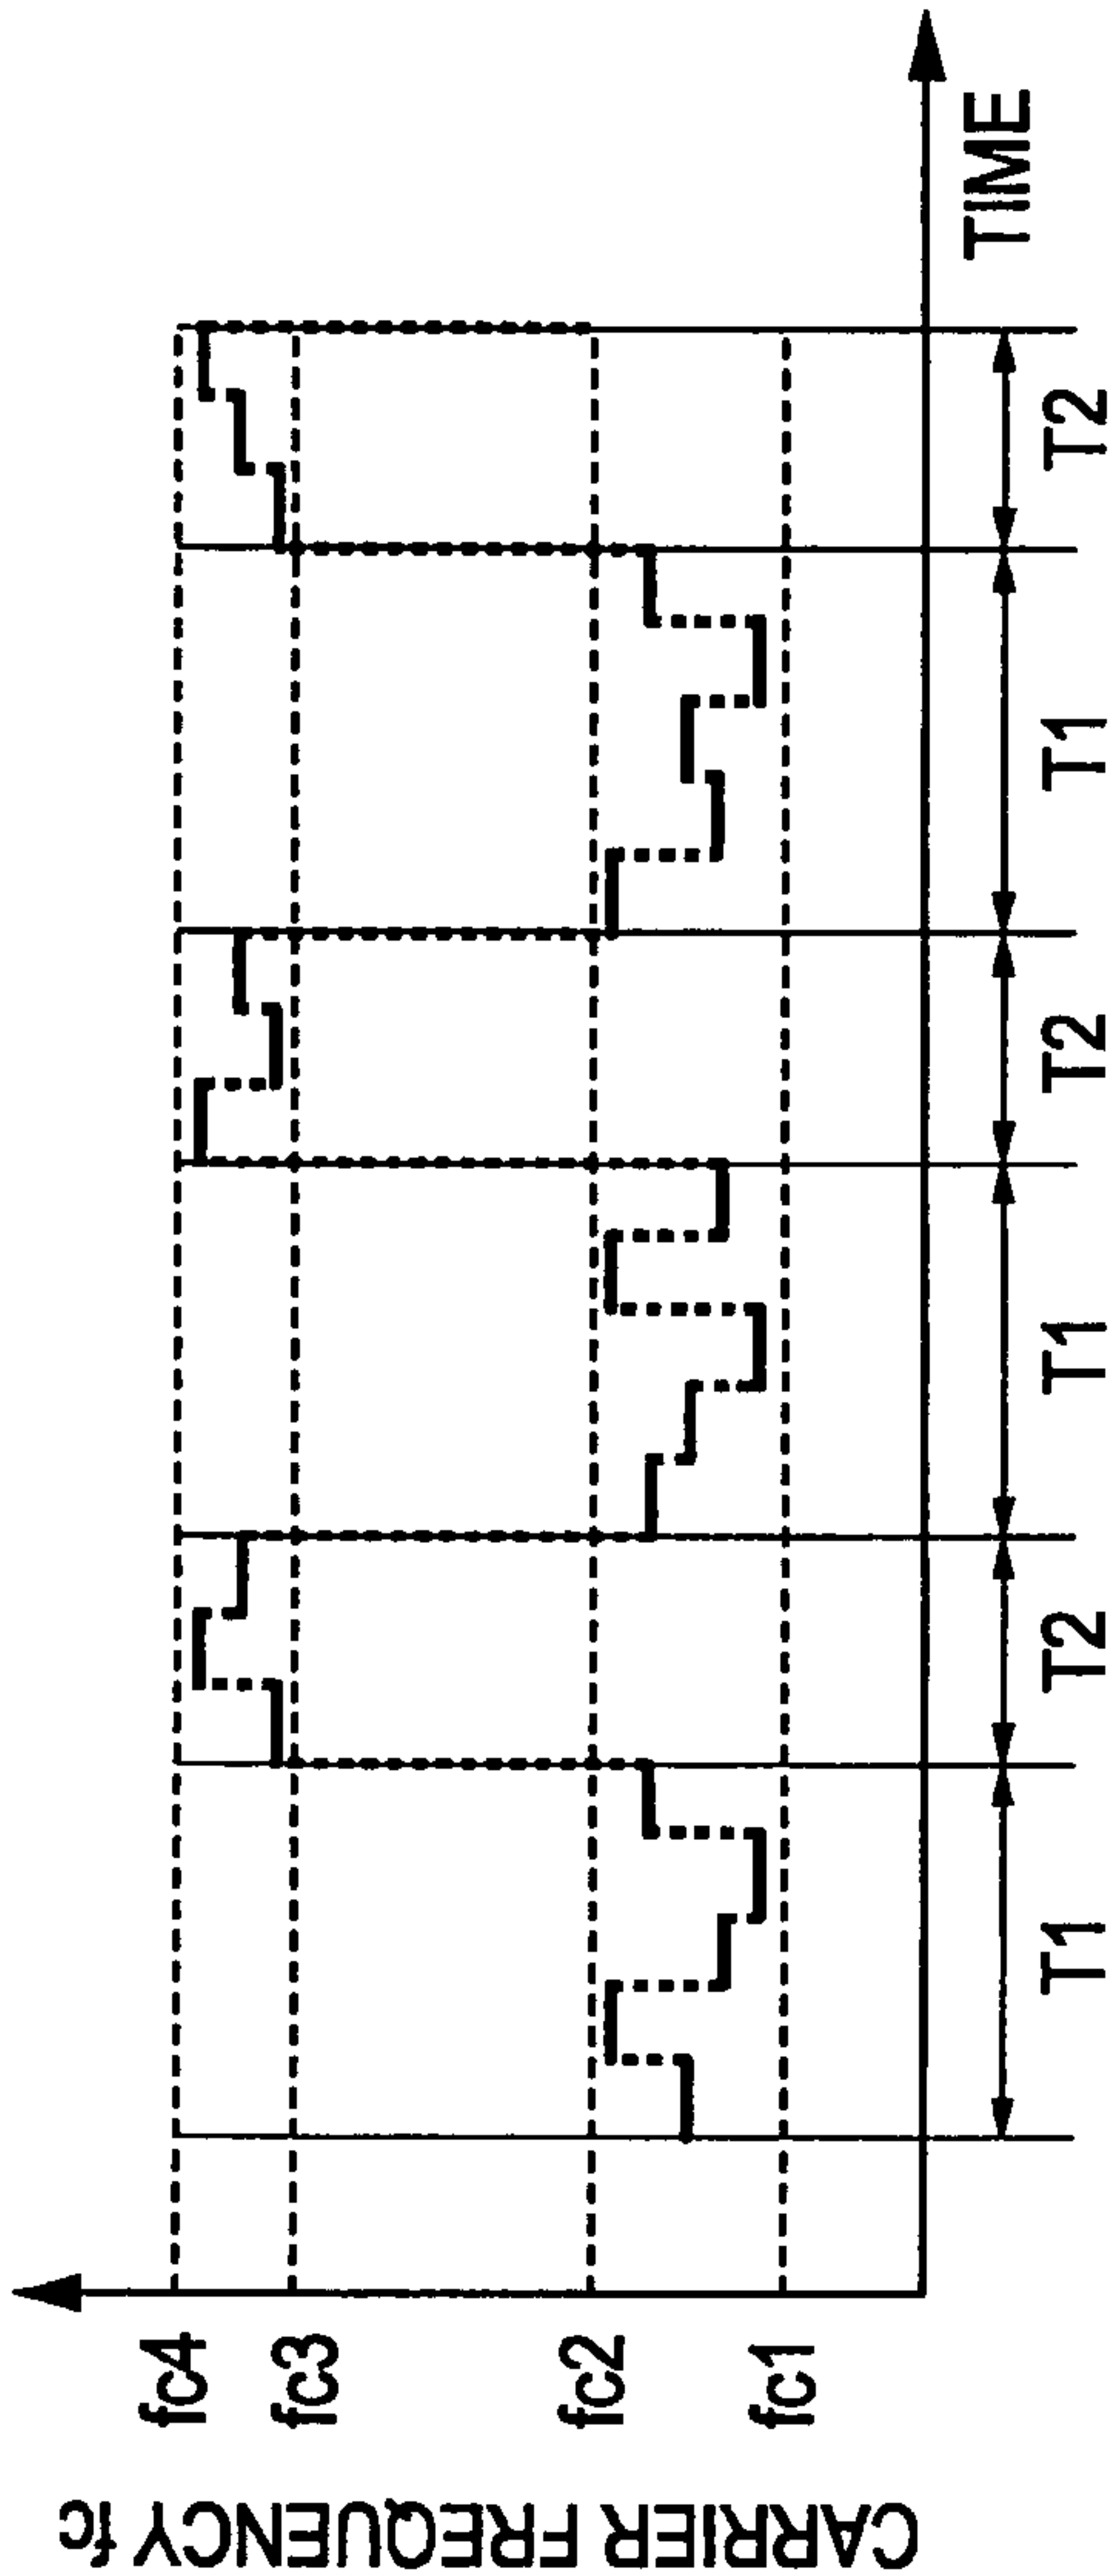 CARRIER FREQUENCY fc
fc4
fc3
fc2
fc1
T1
T2
T1
T2
T1
T2
TIME